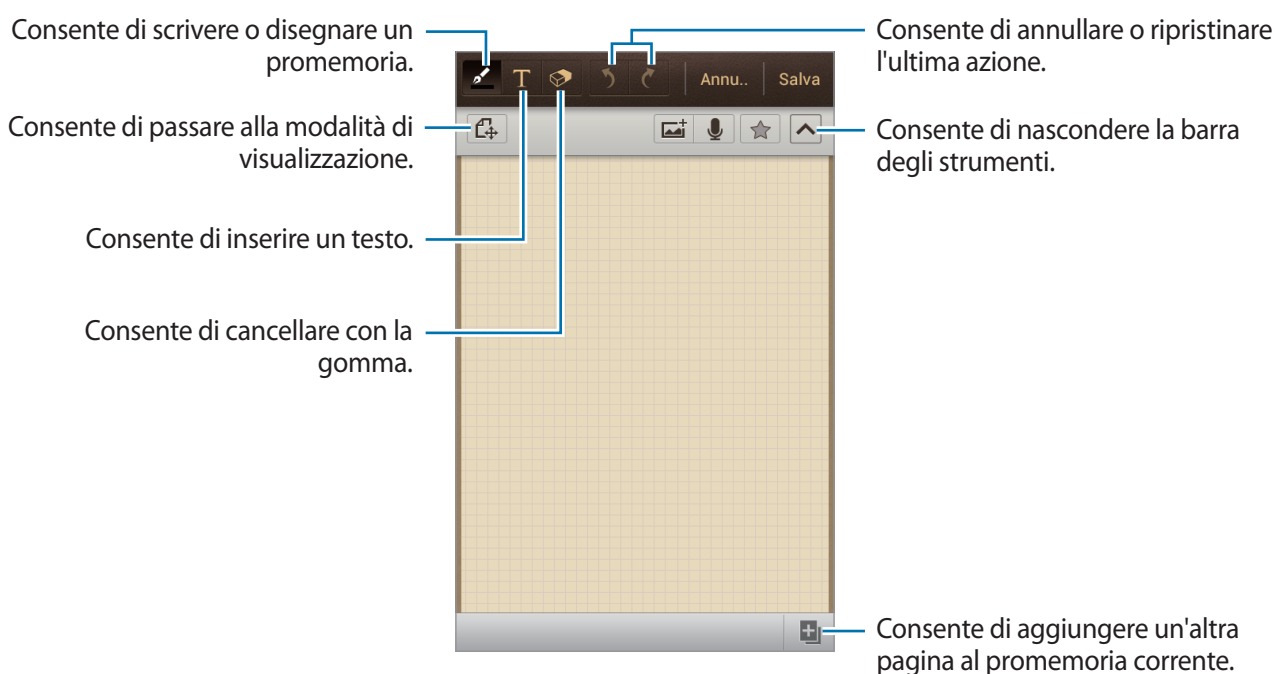 Consente di scrivere o disegnare un
promemoria.
Consente di passare alla modalità di
visualizzazione.
Consente di inserire un testo.
Consente di cancellare con la
gomma.
T
Annu..
Salva
Consente di annullare o ripristinare
l'ultima azione.
Consente di nascondere la barra
degli strumenti.
Consente di aggiungere un'altra
pagina al promemoria corrente.